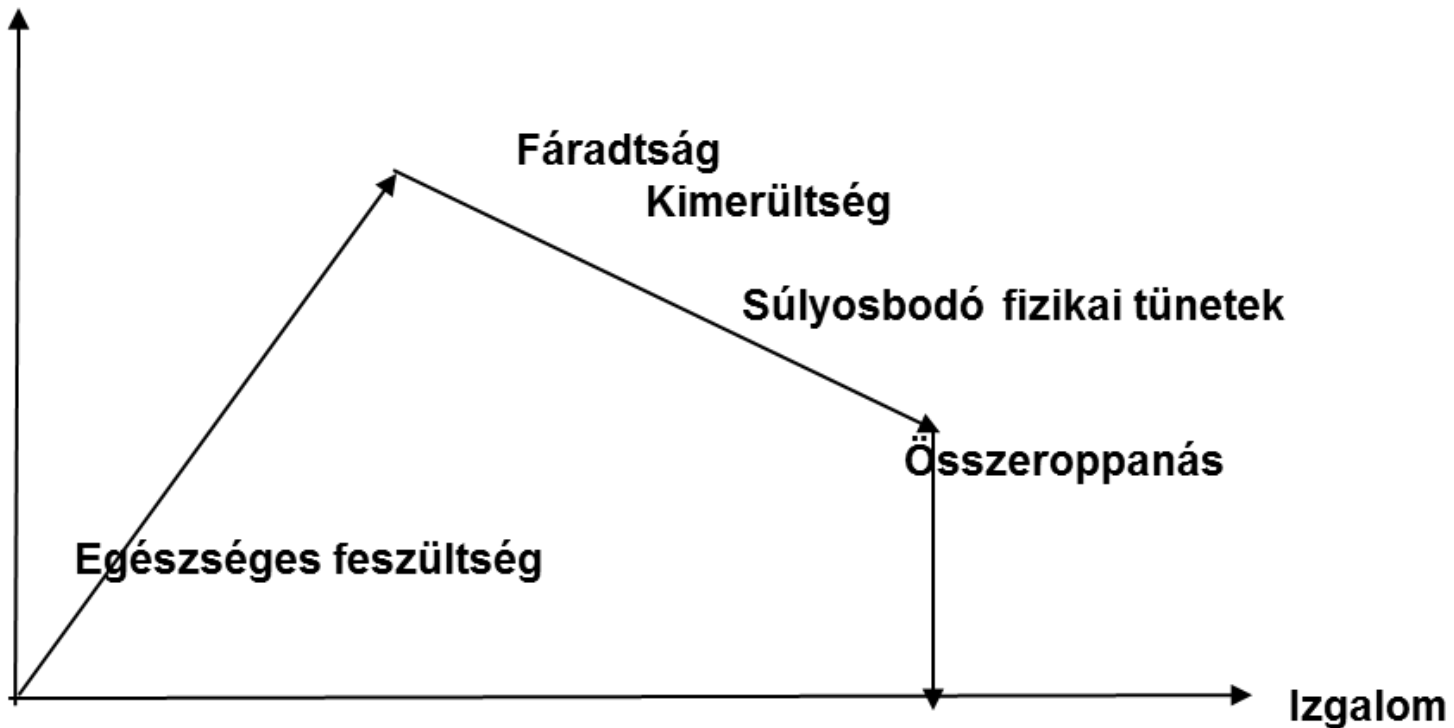 Fáradtság
Kimerültség
Súlyosbodó fizikai tünetek
Összeroppanás
Egészséges feszültség
Izgalom